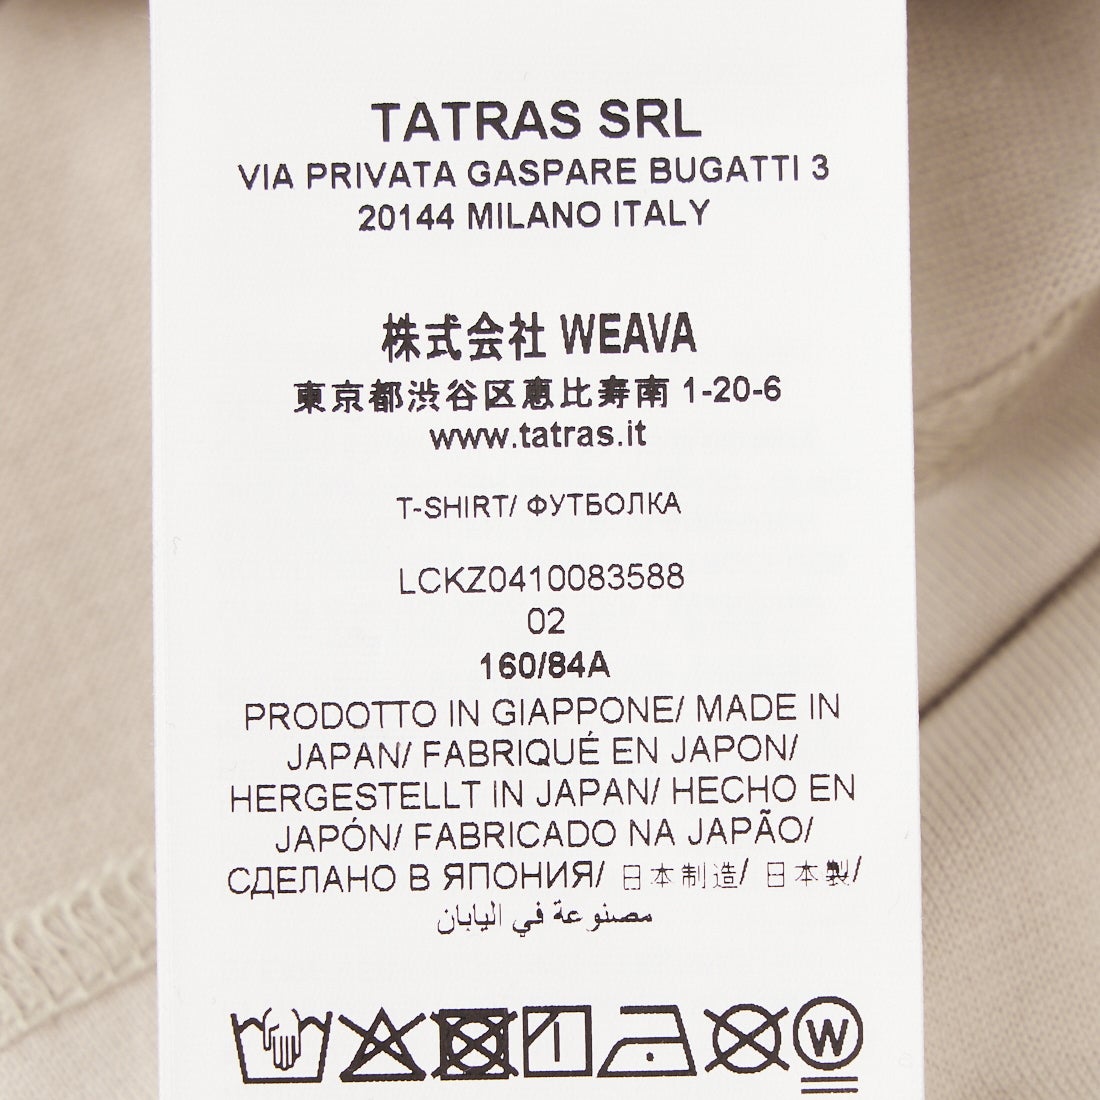 TATRAS SRL
VIA PRIVATA GASPARE BUGATTI 3
20144 MILANO ITALY
株式会社 WEAVA
東京都渋谷区恵比寿南 1-20-6
www.tatras.it
T-SHIRT/ ФУТБОЛКА
LCKZ0410083588
02
160/84A
PRODOTTO IN GIAPPONE/ MADE IN
JAPAN/ FABRIQUÉ EN JAPON/
HERGESTELLT IN JAPAN/ HECHO EN
JAPÓN/ FABRICADO NA JAPÃO/
СДЕЛАНО В ЯПОНИЯ/ 日本制造/ 日本製/
مصنوعة في اليابان
W